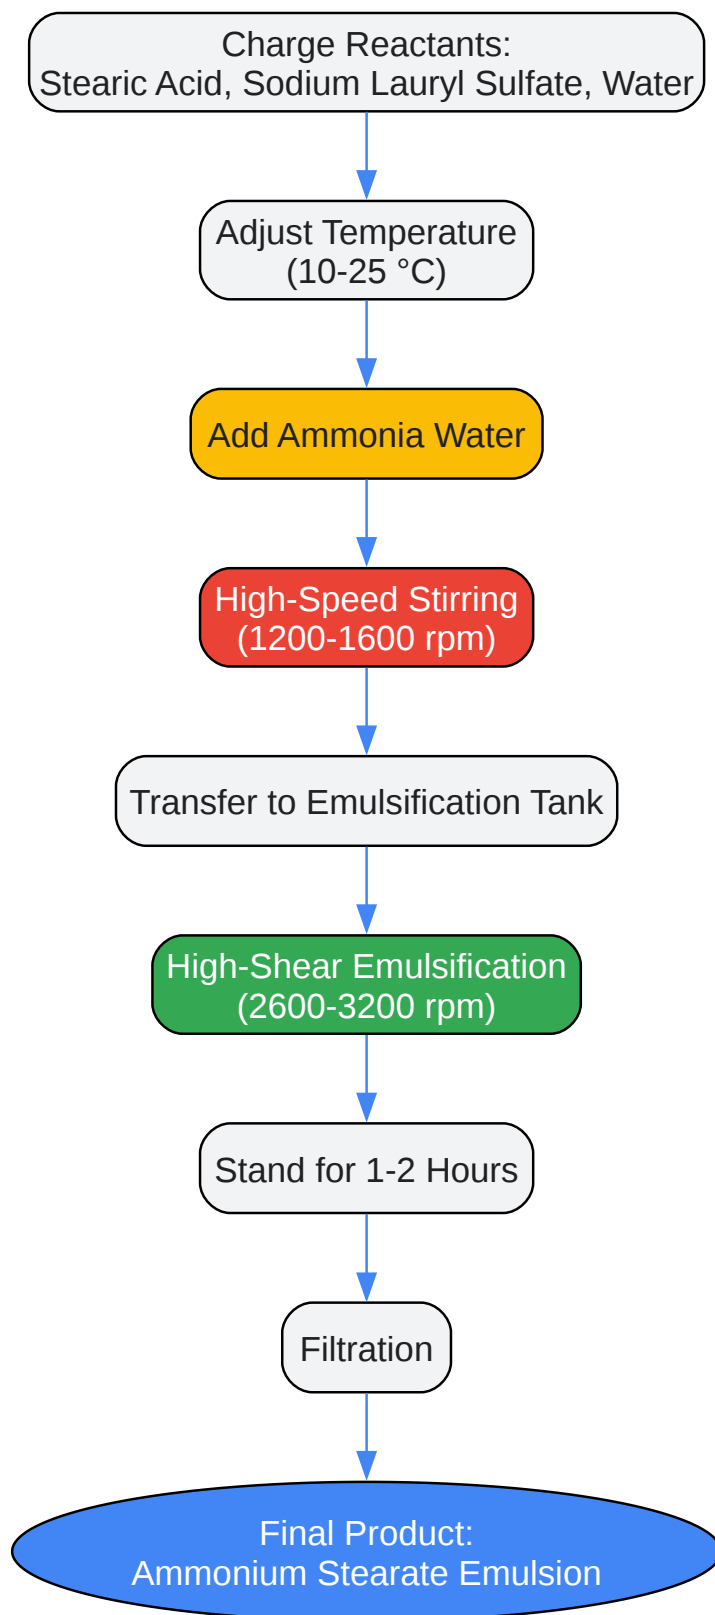 Charge Reactants:
Stearic Acid, Sodium Lauryl Sulfate, Water
Adjust Temperature
(10-25 °C)
Add Ammonia Water
High-Speed Stirring
(1200-1600 rpm)
Transfer to Emulsification Tank
High-Shear Emulsification
(2600-3200 rpm)
Stand for 1-2 Hours
Filtration
Final Product:
Ammonium Stearate Emulsion